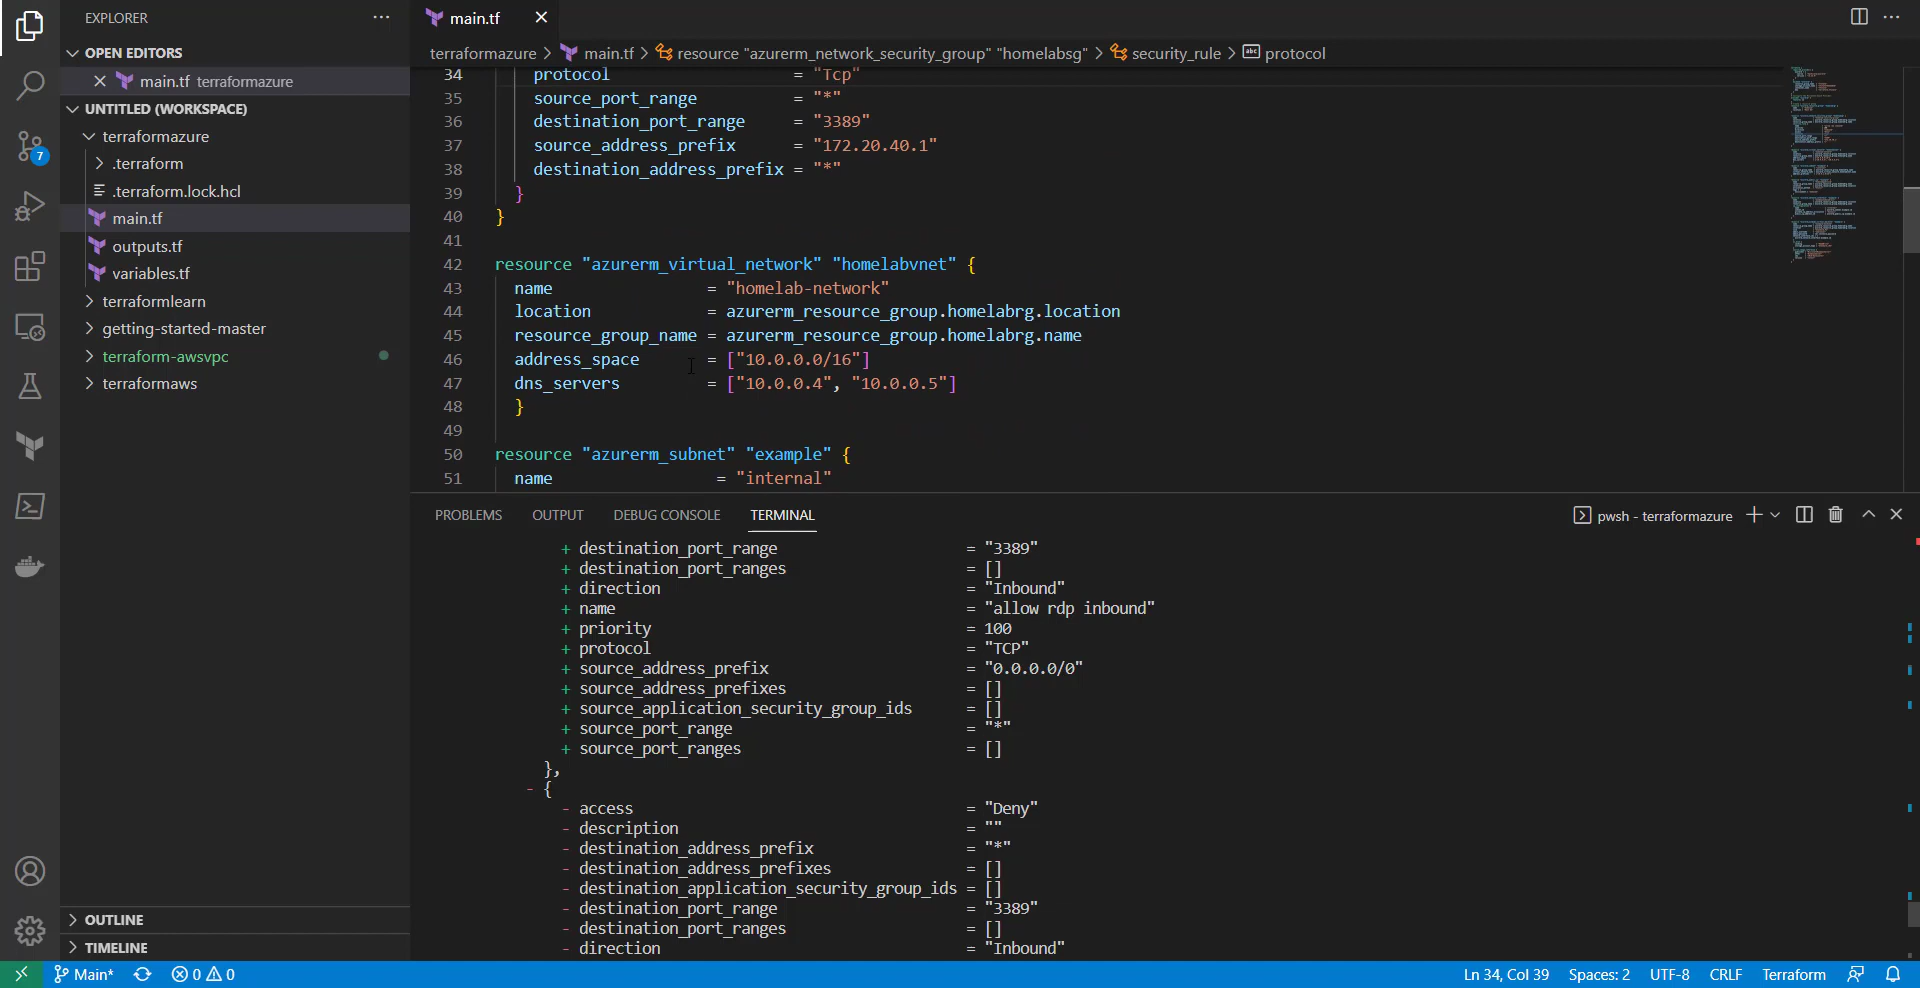 EXPLORER
OPEN EDITORS
main.tf terraformazure
UNTITLED (WORKSPACE)
terraformazure
.terraform
.terraform.lock.hcl
main.tf
outputs.tf
variables.tf
terraformlearn
getting-started-master
terraform-awsvpc
terraformaws
7
OUTLINE
TIMELINE
main.tf
terraformazure > main.tf > resource "azurerm_network_security_group" "homelabsg" > security_rule > protocol
34 protocol = "Tcp"
35 source_port_range = "*"
36 destination_port_range = "3389"
37 source_address_prefix = "172.20.40.1"
38 destination_address_prefix = "*"
39 }
40 }
41
42 resource "azurerm_virtual_network" "homelabvnet" {
43 name = "homelab-network"
44 location = azurerm_resource_group.homelabrg.location
45 resource_group_name = azurerm_resource_group.homelabrg.name
46 address_space = ["10.0.0.0/16"]
47 dns_servers = ["10.0.0.4", "10.0.0.5"]
48 }
49
50 resource "azurerm_subnet" "example" {
51 name = "internal"
PROBLEMS OUTPUT DEBUG CONSOLE TERMINAL
pwsh - terraformazure
+ destination_port_range = "3389"
+ destination_port_ranges = []
+ direction = "Inbound"
+ name = "allow rdp inbound"
+ priority = 100
+ protocol = "TCP"
+ source_address_prefix = "0.0.0.0/0"
+ source_address_prefixes = []
+ source_application_security_group_ids = []
+ source_port_range = "*"
+ source_port_ranges = []
},
- {
- access = "Deny"
- description = ""
- destination_address_prefix = "*"
- destination_address_prefixes = []
- destination_application_security_group_ids = []
- destination_port_range = "3389"
- destination_port_ranges = []
- direction = "Inbound"
Main* 0 0
Ln 34, Col 39 Spaces: 2 UTF-8 CRLF Terraform